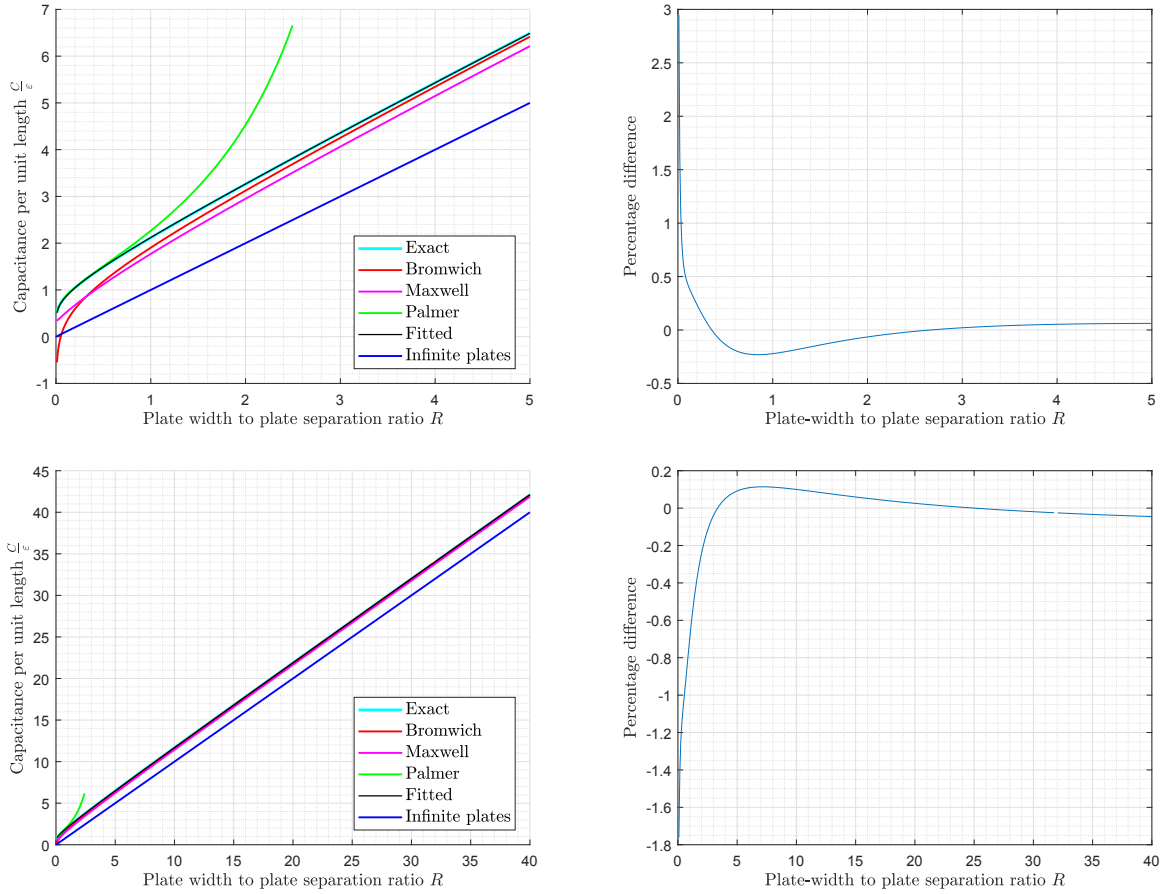 7
6
5
4
3
2
1
0
-1
0 1 2 3 4 5
Capacitance per unit length C/ε
Plate width to plate separation ratio R
Exact
Bromwich
Maxwell
Palmer
Fitted
Infinite plates
3
2.5
2
1.5
1
0.5
0
-0.5
0 1 2 3 4 5
Percentage difference
Plate-width to plate separation ratio R
45
40
35
30
25
20
15
10
5
0
0 5 10 15 20 25 30 35 40
Capacitance per unit length C/ε
Plate width to plate separation ratio R
Exact
Bromwich
Maxwell
Palmer
Fitted
Infinite plates
0.2
0
-0.2
-0.4
-0.6
-0.8
-1
-1.2
-1.4
-1.6
-1.8
0 5 10 15 20 25 30 35 40
Percentage difference
Plate-width to plate separation ratio R